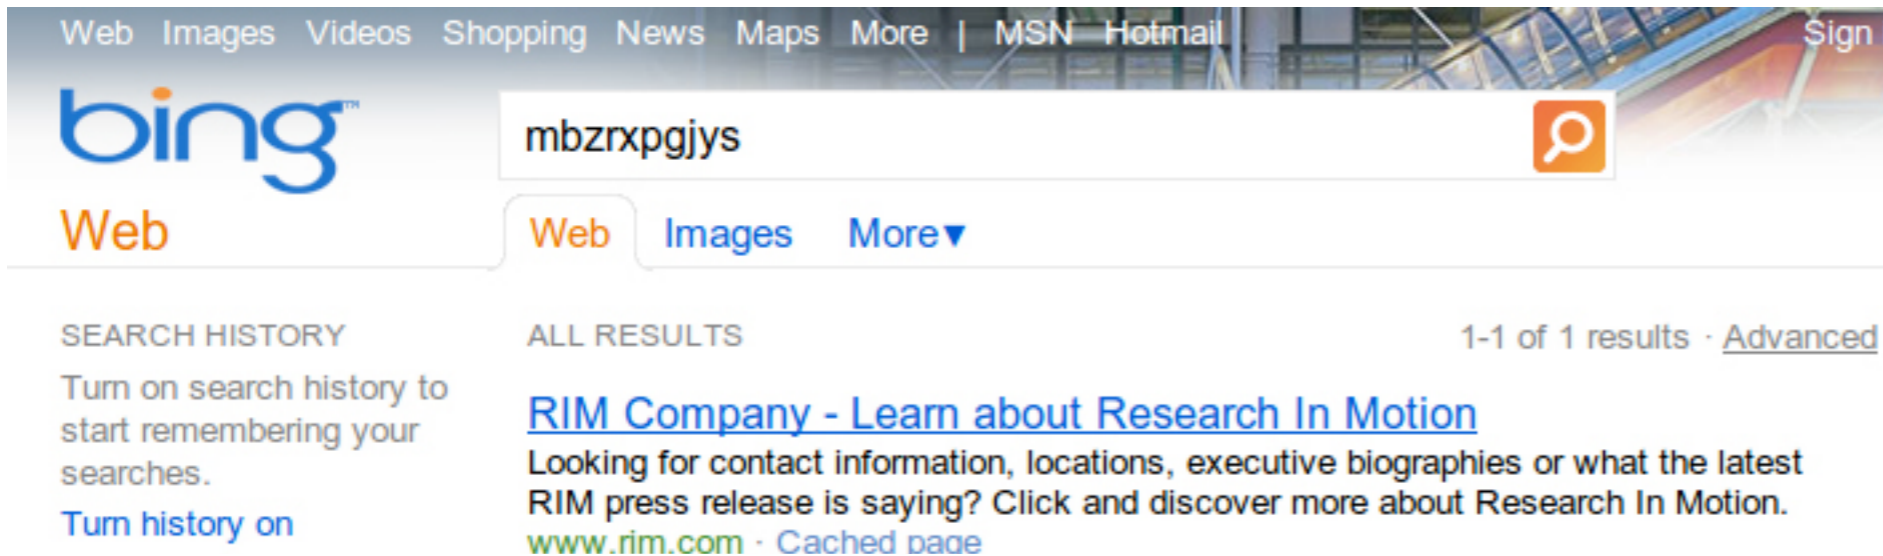 Web Images Videos Shopping News Maps More | MSN Hotmail Sign
bing™
mbzrxpgjys
Web
Web Images More▼
SEARCH HISTORY
Turn on search history to
start remembering your
searches.
Turn history on
ALL RESULTS
1-1 of 1 results · Advanced
RIM Company - Learn about Research In Motion
Looking for contact information, locations, executive biographies or what the latest
RIM press release is saying? Click and discover more about Research In Motion.
www.rim.com · Cached page